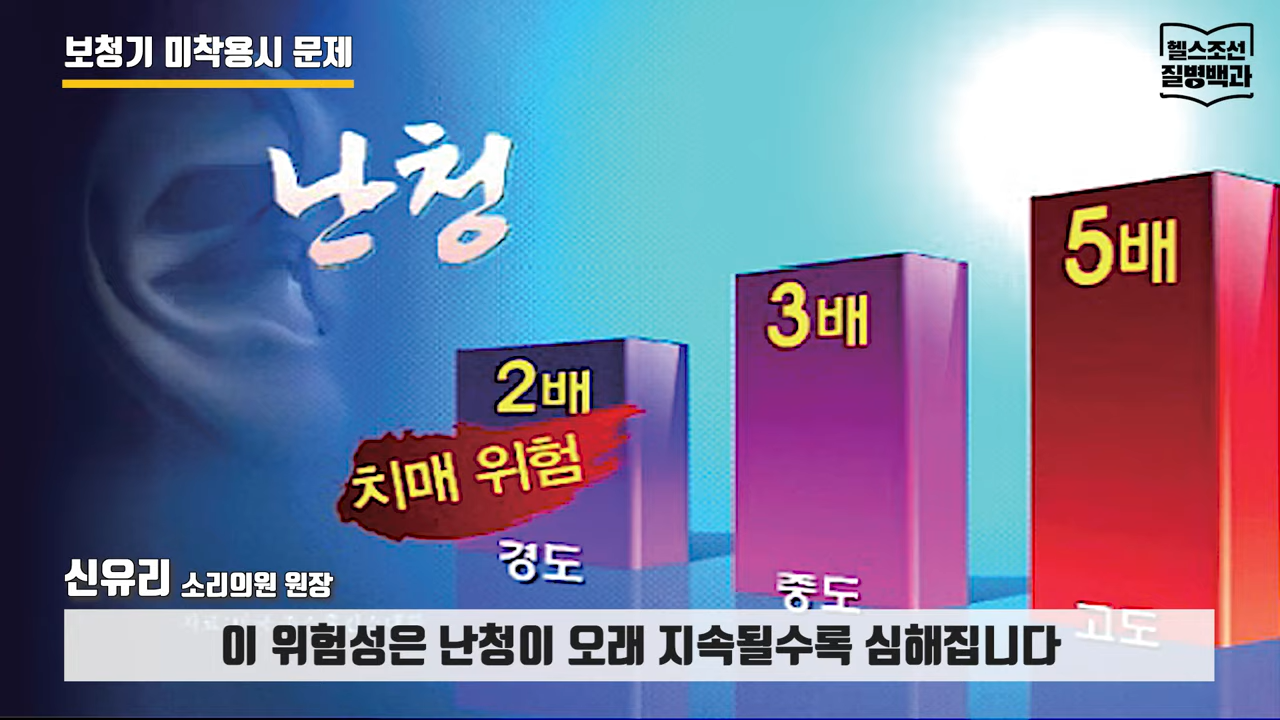 보청기 미착용시 문제
헬스조선
질병백과
난청
2배
3배
5배
치매 위험
경도
중도
고도
신유리 소리의원 원장
이 위험성은 난청이 오래 지속될수록 심해집니다